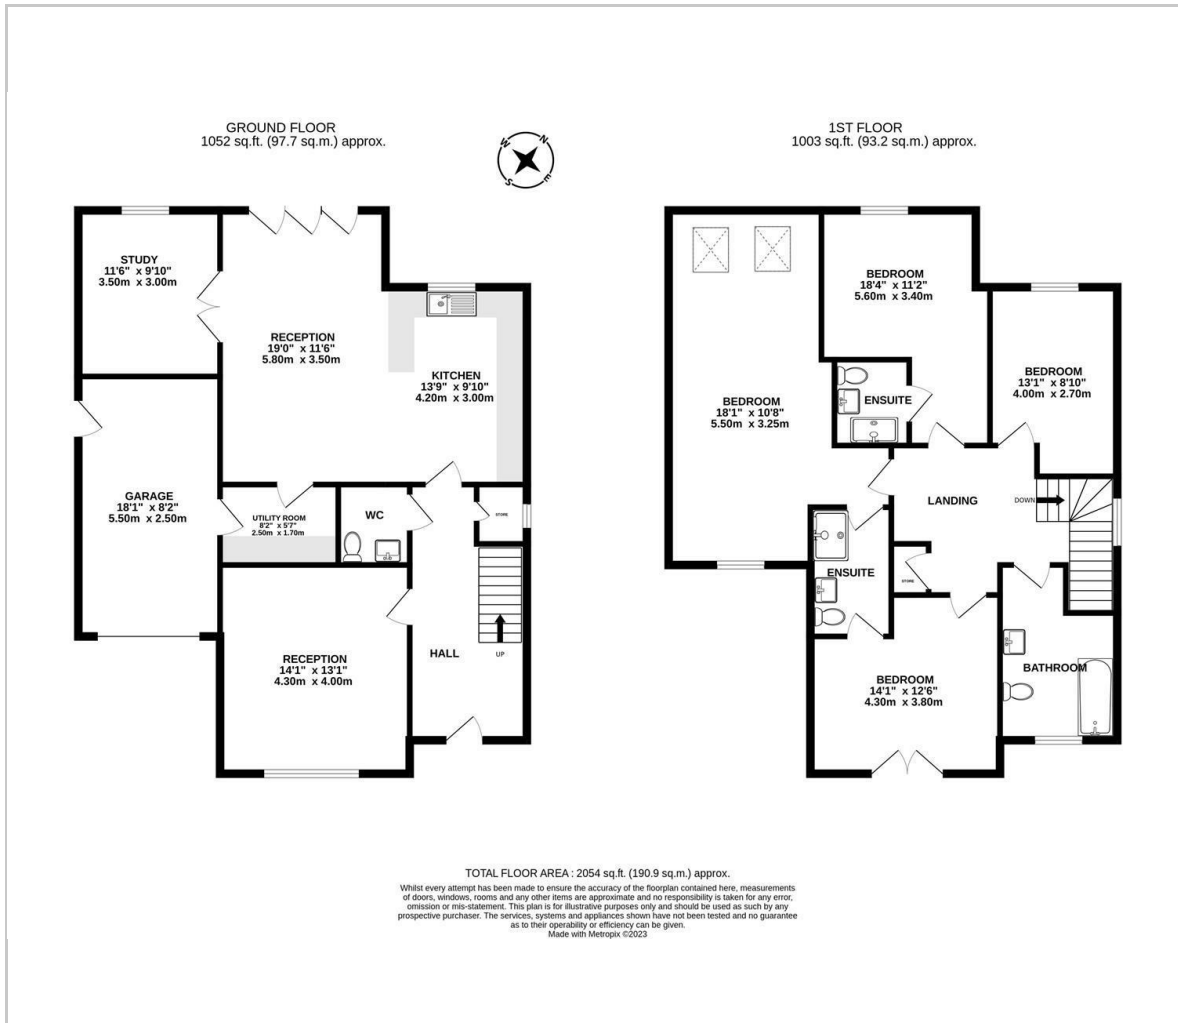 GROUND FLOOR
1052 sq.ft. (97.7 sq.m.) approx.
N
E
S
W
STUDY
11'6" x 9'10"
3.50m x 3.00m
RECEPTION
19'0" x 11'6"
5.80m x 3.50m
KITCHEN
13'9" x 9'10"
4.20m x 3.00m
GARAGE
18'1" x 8'2"
5.50m x 2.50m
UTILITY ROOM
8'2" x 5'7"
2.50m x 1.70m
WC
STORE
RECEPTION
14'1" x 13'1"
4.30m x 4.00m
HALL
UP
1ST FLOOR
1003 sq.ft. (93.2 sq.m.) approx.
BEDROOM
18'4" x 11'2"
5.60m x 3.40m
BEDROOM
13'1" x 8'10"
4.00m x 2.70m
BEDROOM
18'1" x 10'8"
5.50m x 3.25m
ENSUITE
LANDING
DOWN
ENSUITE
STORE
BEDROOM
14'1" x 12'6"
4.30m x 3.80m
BATHROOM
TOTAL FLOOR AREA : 2054 sq.ft. (190.9 sq.m.) approx.
Whilst every attempt has been made to ensure the accuracy of the floorplan contained here, measurements
of doors, windows, rooms and any other items are approximate and no responsibility is taken for any error,
omission or mis-statement. This plan is for illustrative purposes only and should be used as such by any
prospective purchaser. The services, systems and appliances shown have not been tested and no guarantee
as to their operability or efficiency can be given.
Made with Metropix ©2023